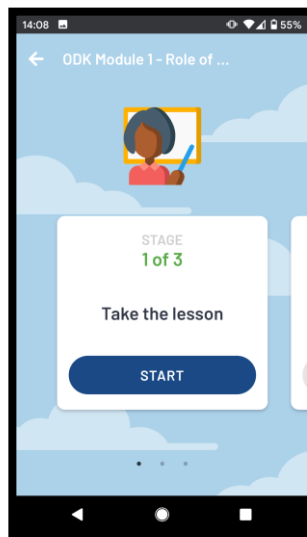 14:08 55%
ODK Module 1 - Role of ...
STAGE
1 of 3
Take the lesson
START